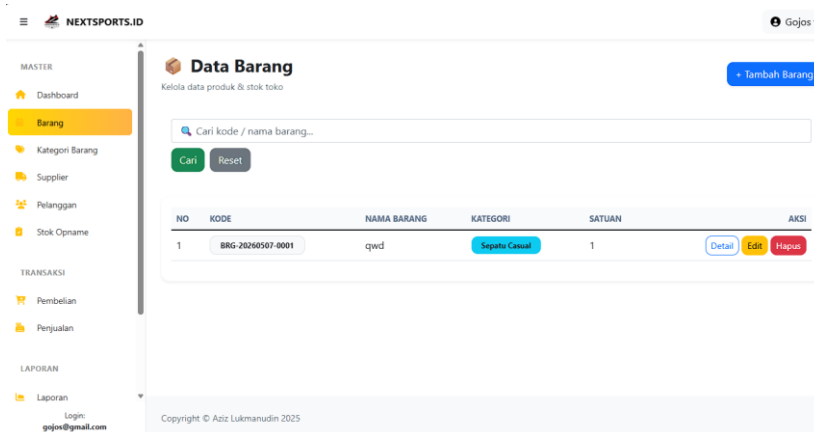 NEXTSPORTS.ID
Gojos
MASTER
Dashboard
Barang
Kategori Barang
Supplier
Pelanggan
Stok Opname
TRANSAKSI
Pembelian
Penjualan
LAPORAN
Laporan
Login:
gojos@gmail.com
Data Barang
Kelola data produk & stok toko
+ Tambah Barang
Cari kode / nama barang...
Cari Reset
NO KODE NAMA BARANG KATEGORI SATUAN AKSI
1 BRG-20260507-0001 qwd Sepatu Casual 1 Detail Edit Hapus
Copyright © Aziz Lukmanudin 2025